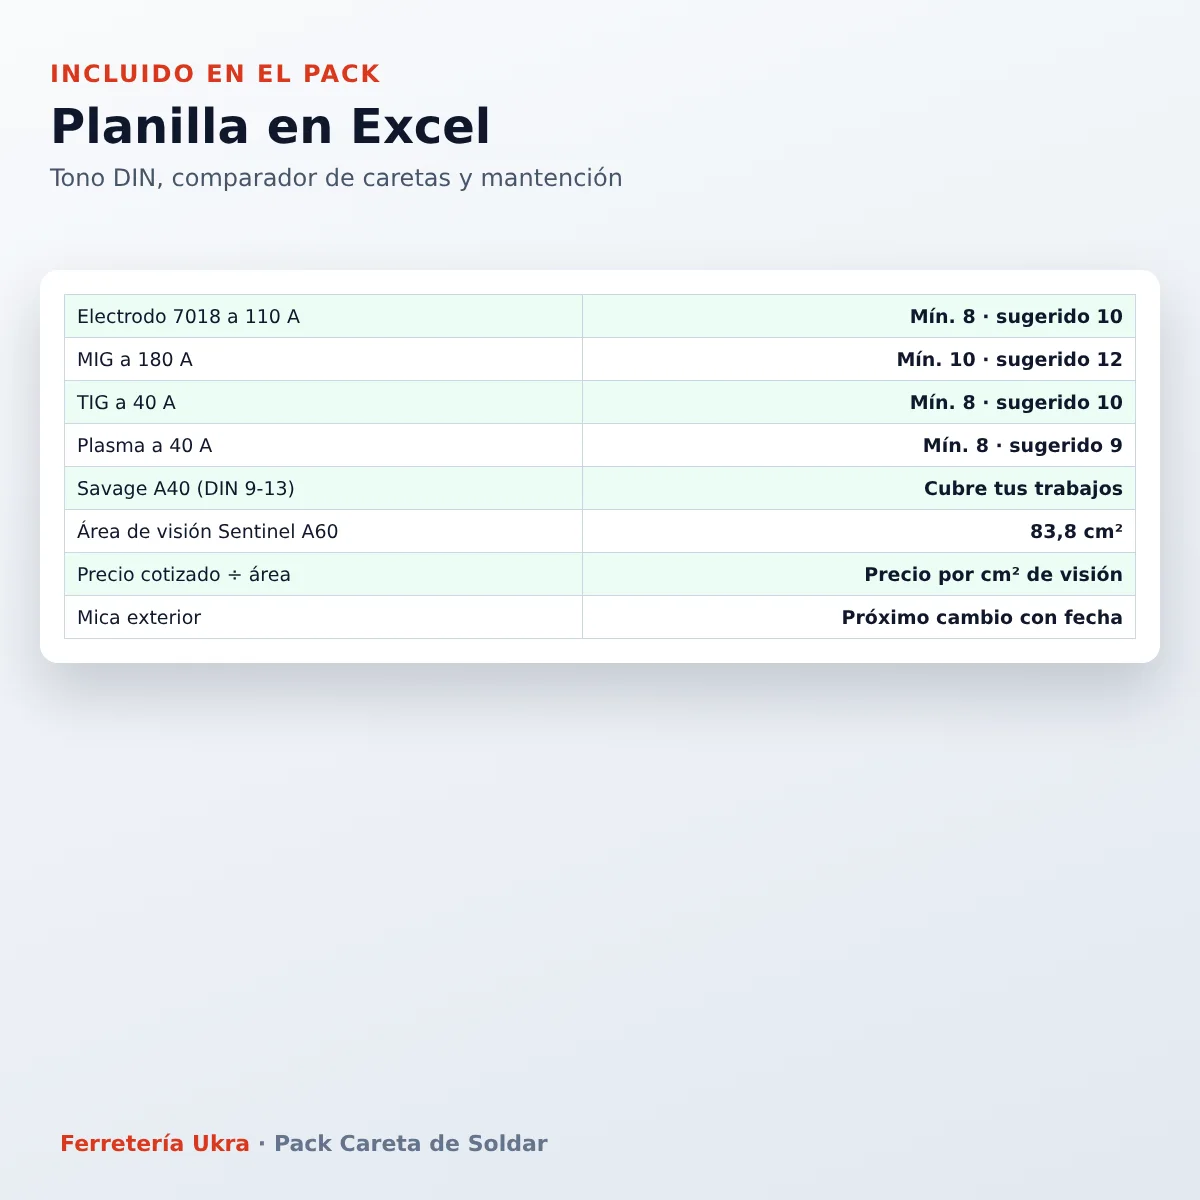 INCLUIDO EN EL PACK
Planilla en Excel
Tono DIN, comparador de caretas y mantención
Electrodo 7018 a 110 A Mín. 8 · sugerido 10
MIG a 180 A Mín. 10 · sugerido 12
TIG a 40 A Mín. 8 · sugerido 10
Plasma a 40 A Mín. 8 · sugerido 9
Savage A40 (DIN 9-13) Cubre tus trabajos
Área de visión Sentinel A60 83,8 cm²
Precio cotizado ÷ área Precio por cm² de visión
Mica exterior Próximo cambio con fecha
Ferretería Ukra · Pack Careta de Soldar